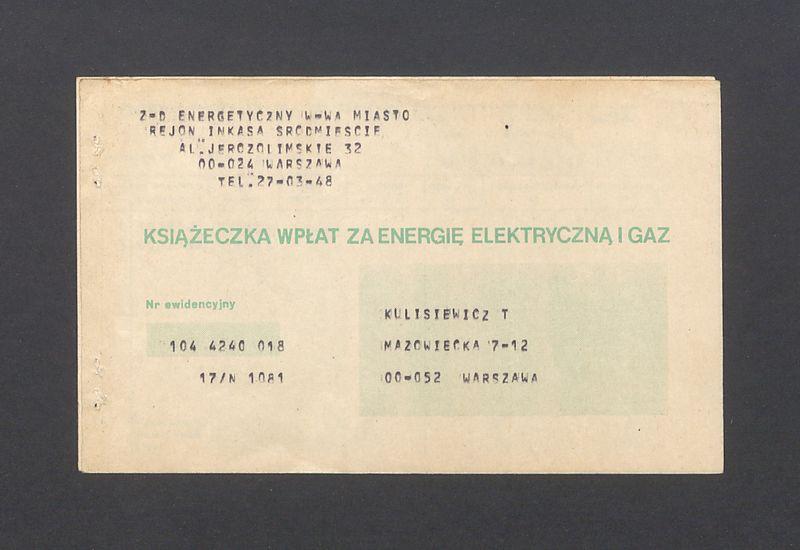 Z-D ENERGETYCZNY W-WA MIASTO
REJON INKASA SRODMIESCIE
AL.JEROZOLIMSKIE 32
00-024 WARSZAWA
TEL.27-03-48
KSIĄŻECZKA WPŁAT ZA ENERGIĘ ELEKTRYCZNĄ I GAZ
Nr ewidencyjny
104 4240 018
17/N 1081
KULISIEWICZ T
MAZOWIECKA 7-12
00-052 WARSZAWA